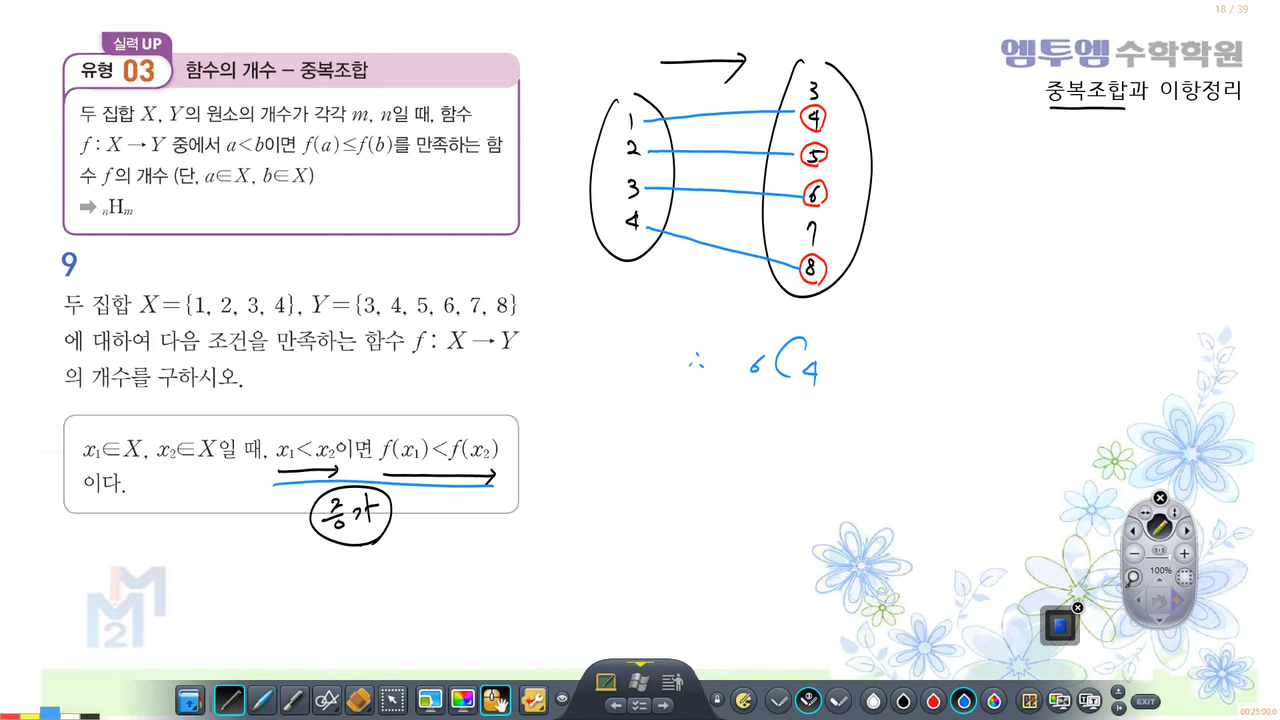 18 / 39
실력 UP
유형 03 함수의 개수 – 중복조합
두 집합 X, Y의 원소의 개수가 각각 m, n일 때, 함수
f : X → Y 중에서 a<b이면 f(a)≤f(b)를 만족하는 함
수 f의 개수 (단, a∈X, b∈X)
➡ ₙHₘ
9
두 집합 X={1, 2, 3, 4}, Y={3, 4, 5, 6, 7, 8}
에 대하여 다음 조건을 만족하는 함수 f : X → Y
의 개수를 구하시오.
x₁∈X, x₂∈X일 때, x₁<x₂이면 f(x₁)<f(x₂)
이다.
증가
1
2
3
4
3
4
5
6
7
8
∴ ₆C₄
엠투엠수학학원
중복조합과 이항정리
M
M
2
1:1
100%
EXIT
00:25:00.0